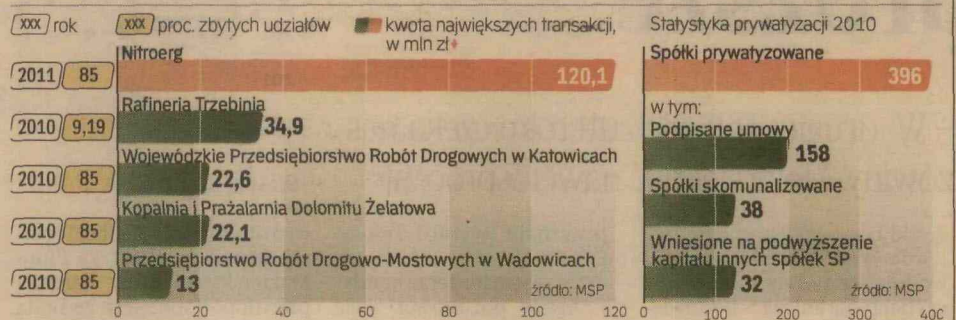 xxx rok xxx proc. zbytych udziałów kwota największych transakcji, w mln zł
Statystyka prywatyzacji 2010
Nitroerg
2011 85 120,1
Rafineria Trzebinia
2010 9,19 34,9
Wojewódzkie Przedsiębiorstwo Robót Drogowych w Katowicach
2010 85 22,6
Kopalnia i Prażalarnia Dolomitu Żelatowa
2010 85 22,1
Przedsiębiorstwo Robót Drogowo-Mostowych w Wadowicach
2010 85 13
źródło: MSP
0 20 40 60 80 100 120
Spółki prywatyzowane
396
w tym:
Podpisane umowy
158
Spółki skomunalizowane
38
Wniesione na podwyższenie
kapitału innych spółek SP
32
źródło: MSP
0 100 200 300 400